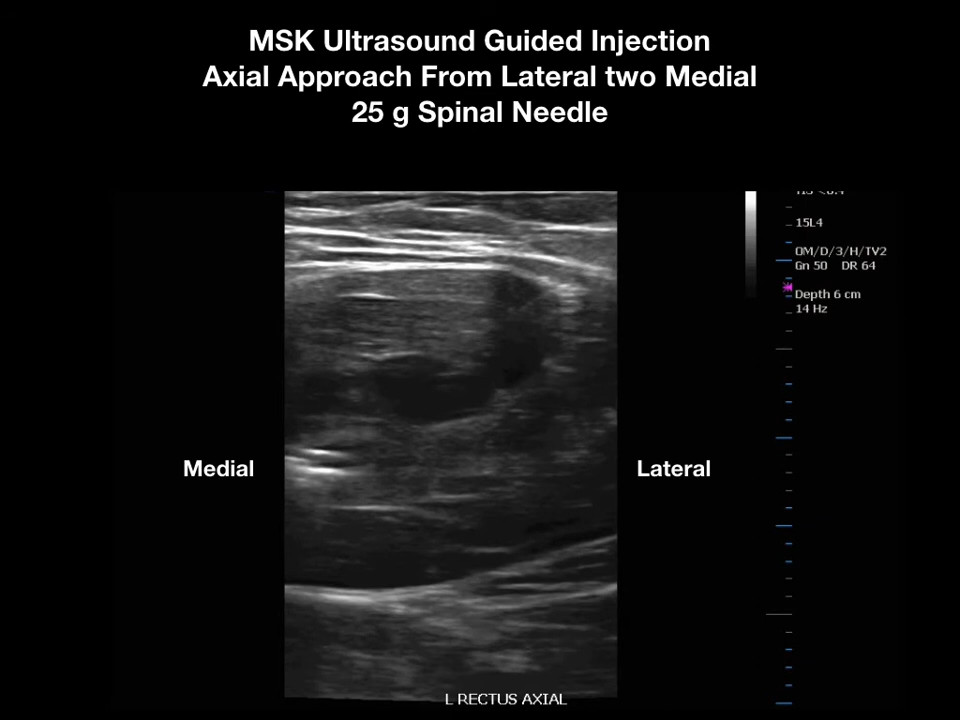 MSK Ultrasound Guided Injection
Axial Approach From Lateral two Medial
25 g Spinal Needle
15L4
OM/D/3/H/TV2
Gn 50 DR 64
Depth 6 cm
14 Hz
Medial
Lateral
L RECTUS AXIAL